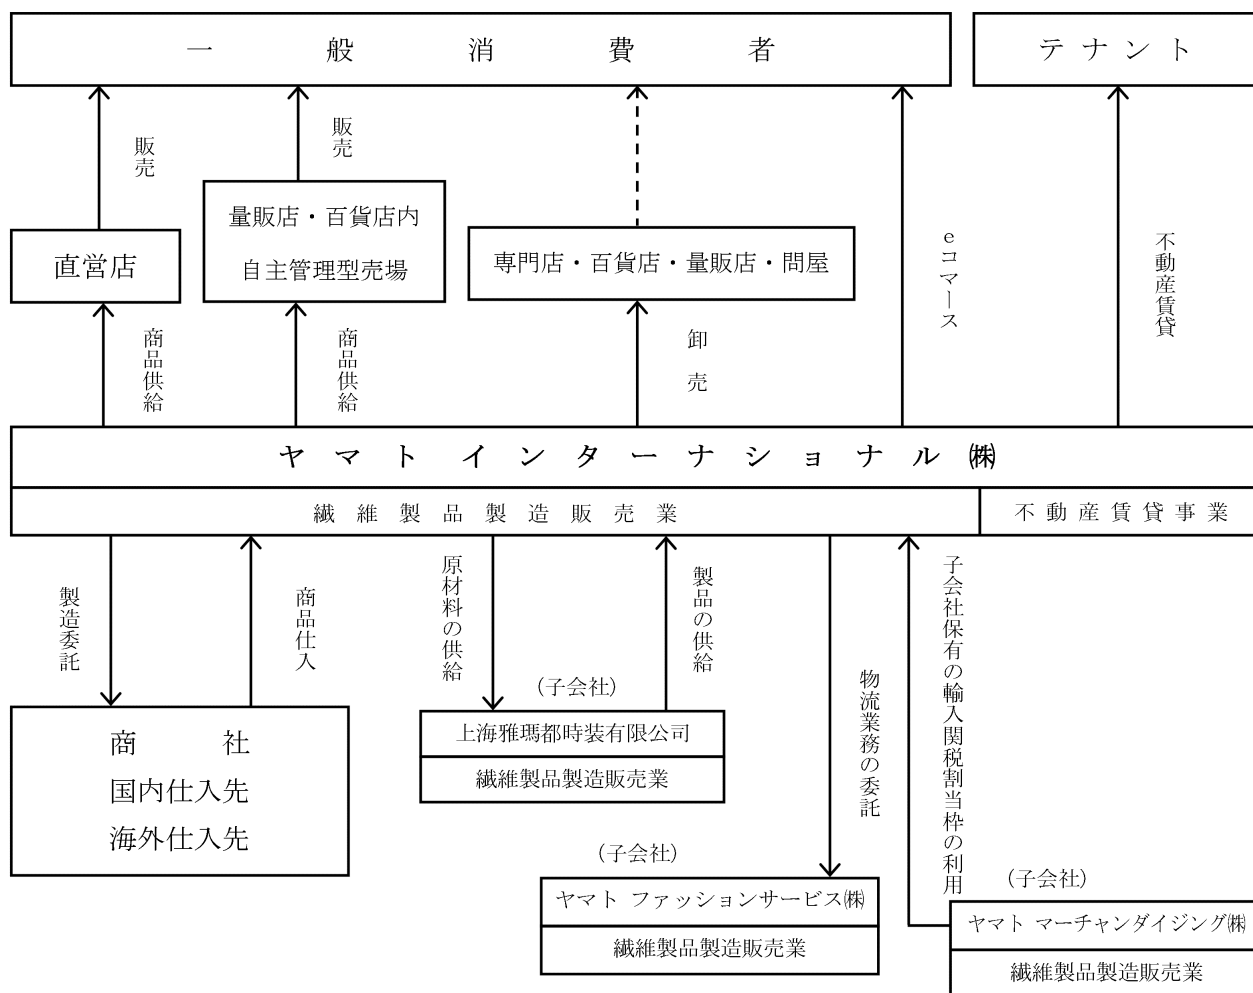 一般消費者
テナント
販売
販売
量販店・百貨店内
自主管理型売場
直営店
専門店・百貨店・量販店・問屋
eコマース
不動産賃貸
商品供給
商品供給
卸売
ヤマトインターナショナル㈱
繊維製品製造販売業
不動産賃貸事業
製造委託
商品仕入
原材料の供給
製品の供給
物流業務の委託
子会社保有の輸入関税割当枠の利用
商社
国内仕入先
海外仕入先
(子会社)
上海雅瑪都時装有限公司
繊維製品製造販売業
(子会社)
ヤマト ファッションサービス㈱
繊維製品製造販売業
(子会社)
ヤマト マーチャンダイジング㈱
繊維製品製造販売業